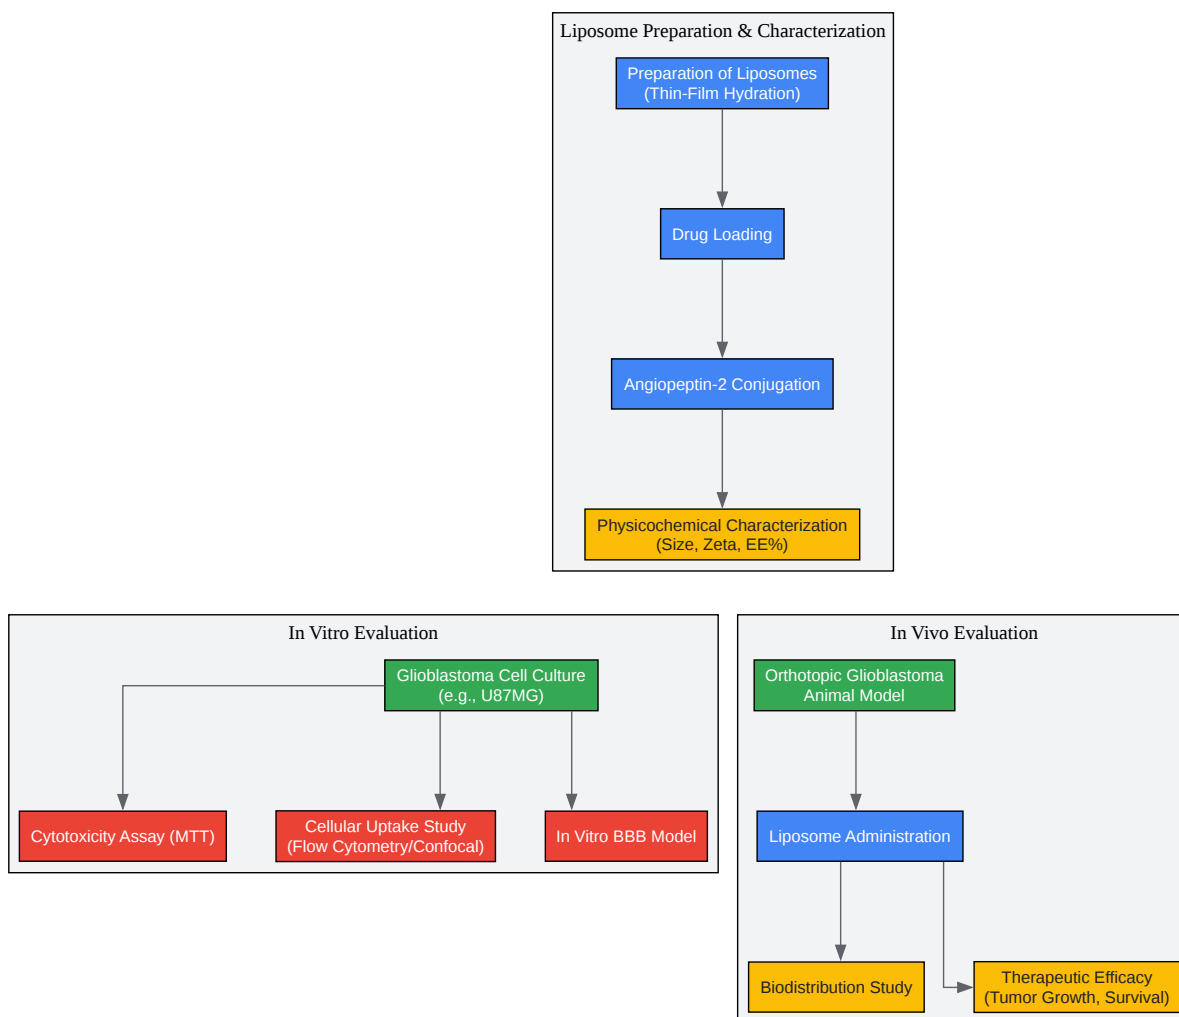 Liposome Preparation & Characterization
Preparation of Liposomes
(Thin-Film Hydration)
Drug Loading
Angiopeptin-2 Conjugation
Physicochemical Characterization
(Size, Zeta, EE%)
In Vitro Evaluation
Glioblastoma Cell Culture
(e.g., U87MG)
Cytotoxicity Assay (MTT)
Cellular Uptake Study
(Flow Cytometry/Confocal)
In Vitro BBB Model
In Vivo Evaluation
Orthotopic Glioblastoma
Animal Model
Liposome Administration
Biodistribution Study
Therapeutic Efficacy
(Tumor Growth, Survival)